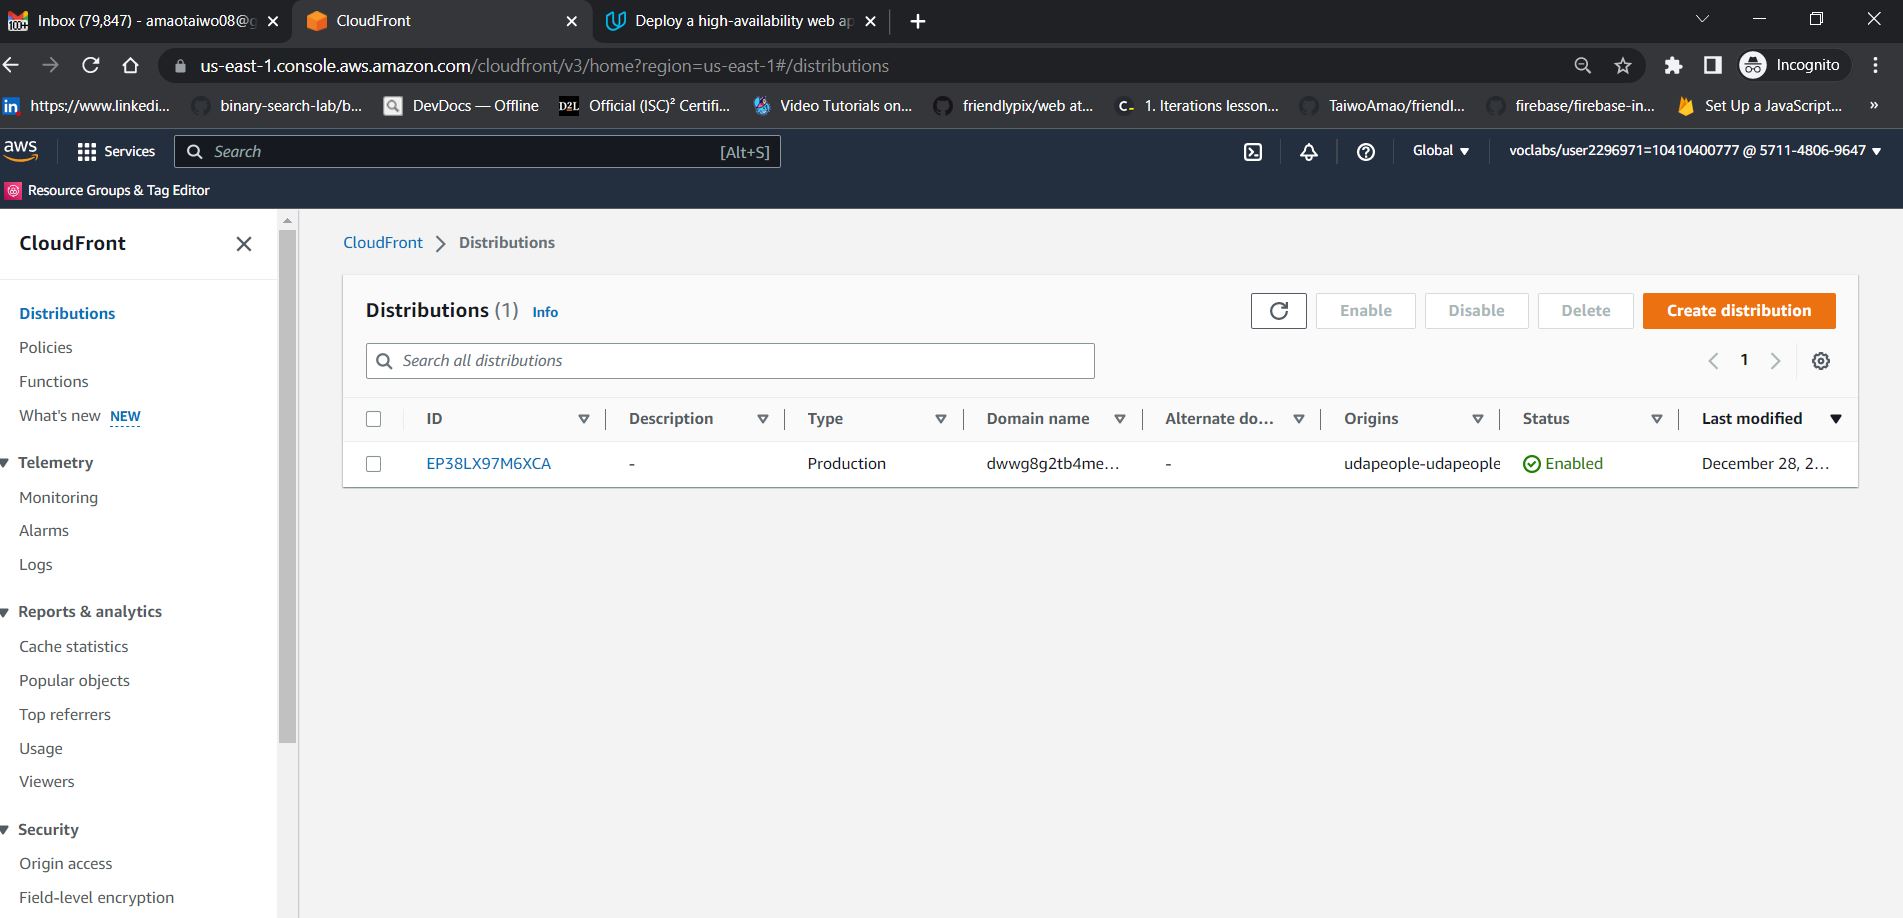 Inbox (79,847) - amaotaiwo08@g
CloudFront
Deploy a high-availability web ap
us-east-1.console.aws.amazon.com/cloudfront/v3/home?region=us-east-1#/distributions
Incognito
https://www.linkedi...
binary-search-lab/b...
DevDocs — Offline
D2L Official (ISC)² Certifi...
Video Tutorials on...
friendlypix/web at...
C- 1. Iterations lesson...
TaiwoAmao/friendl...
firebase/firebase-in...
Set Up a JavaScript...
»
aws
Services
Search [Alt+S]
Global
voclabs/user2296971=10410400777 @ 5711-4806-9647
Resource Groups & Tag Editor
CloudFront
Distributions
Policies
Functions
What's new NEW
Telemetry
Monitoring
Alarms
Logs
Reports & analytics
Cache statistics
Popular objects
Top referrers
Usage
Viewers
Security
Origin access
Field-level encryption
CloudFront > Distributions
Distributions (1) Info
Enable
Disable
Delete
Create distribution
Search all distributions
1
ID Description Type Domain name Alternate do... Origins Status Last modified
EP38LX97M6XCA - Production dwwg8g2tb4me... - udapeople-udapeople Enabled December 28, 2...